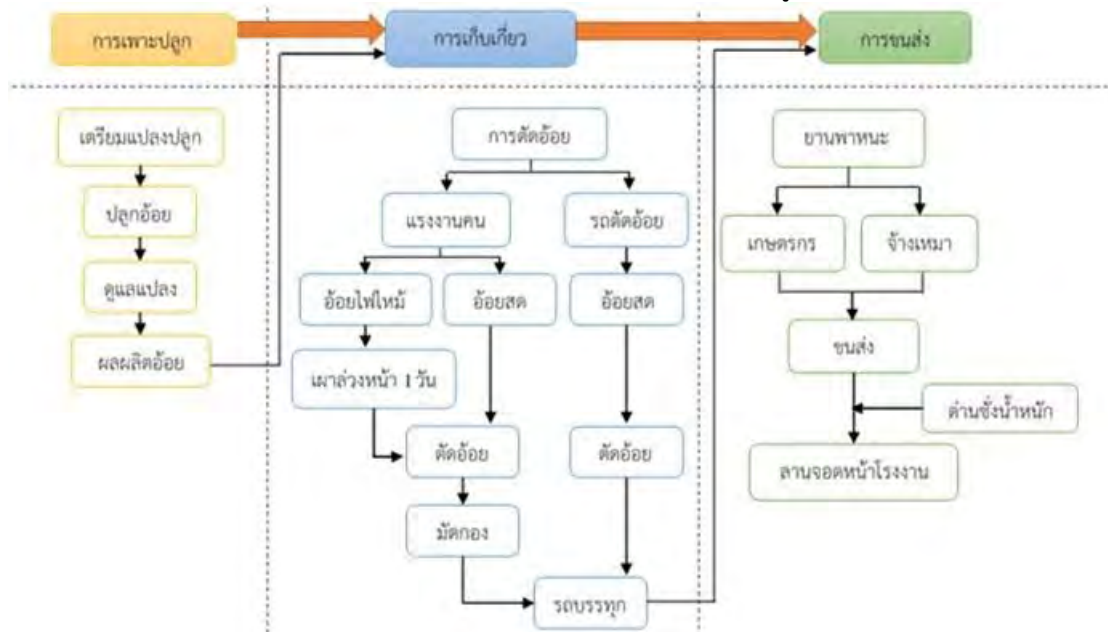 การเพาะปลูก
การเก็บเกี่ยว
การขนส่ง
เตรียมแปลงปลูก
ปลูกอ้อย
ดูแลแปลง
ผลผลิตอ้อย
การตัดอ้อย
แรงงานคน
รถตัดอ้อย
อ้อยไฟไหม้
อ้อยสด
อ้อยสด
เผาล่วงหน้า 1 วัน
ตัดอ้อย
ตัดอ้อย
มัดกอง
รถบรรทุก
ยานพาหนะ
เกษตรกร
จ้างเหมา
ขนส่ง
ด่านชั่งน้ำหนัก
ลานจอดหน้าโรงงาน